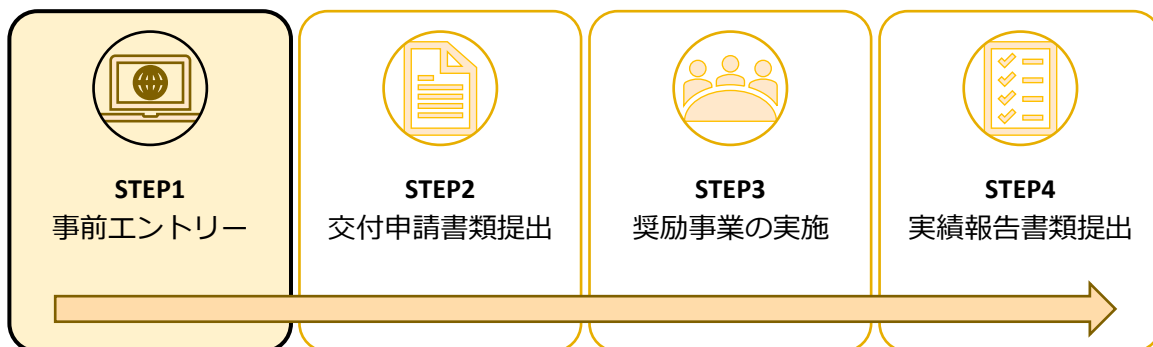 STEP1
事前エントリー
STEP2
交付申請書類提出
STEP3
奨励事業の実施
STEP4
実績報告書類提出